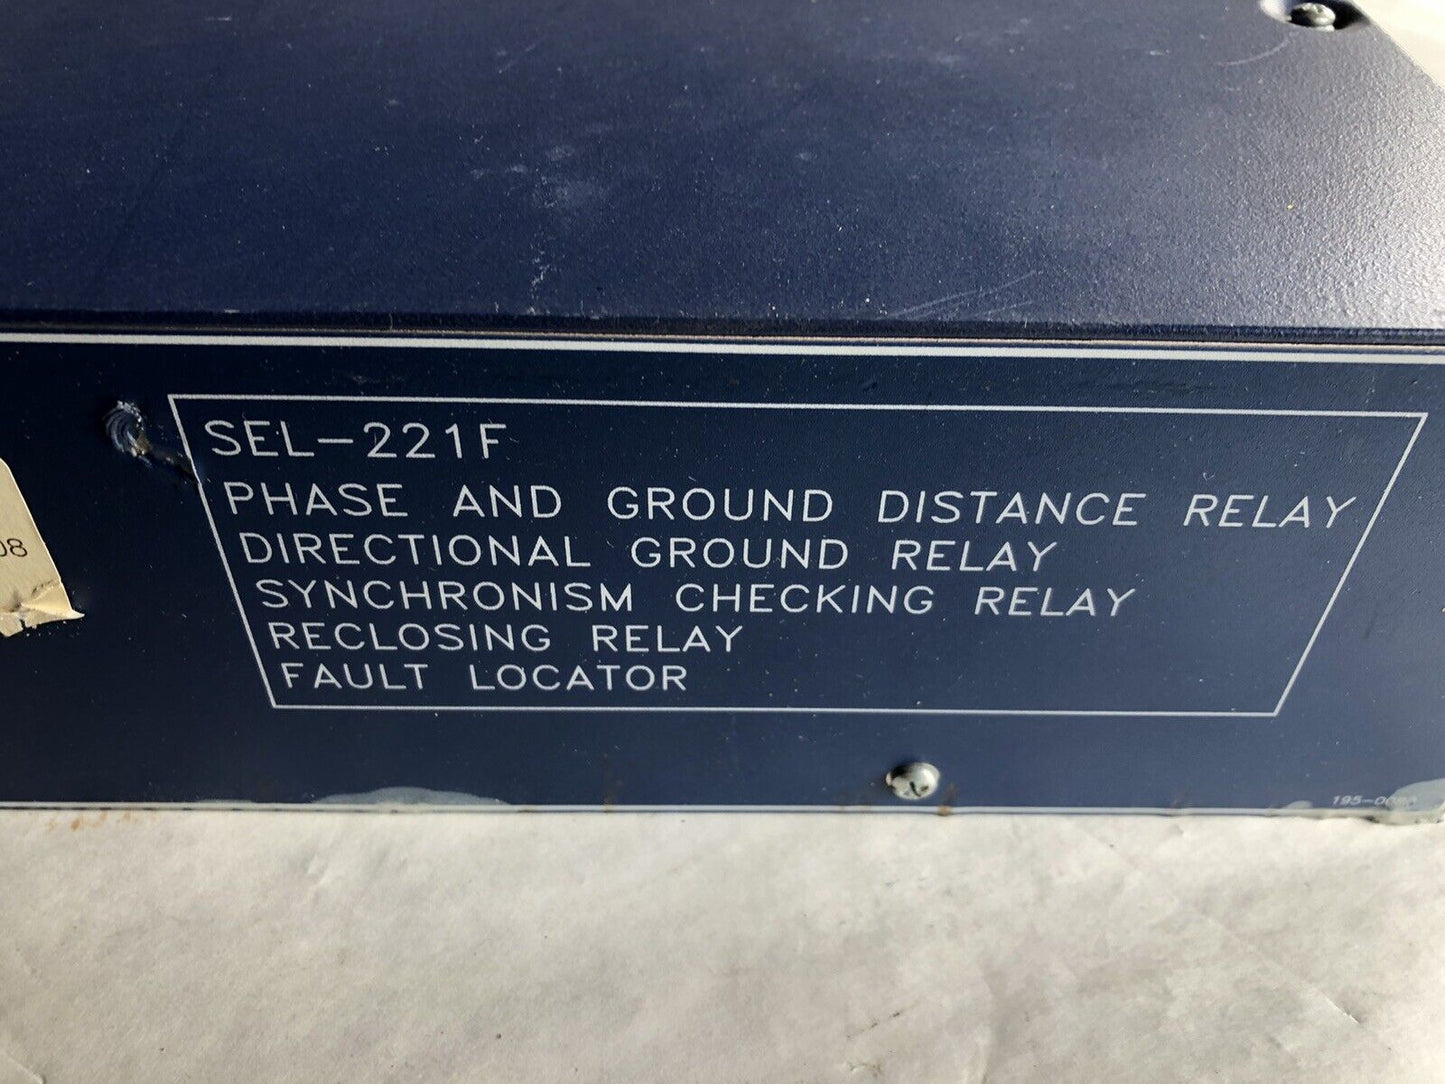 SEL-221F
PHASE AND GROUND DISTANCE RELAY
DIRECTIONAL GROUND RELAY
SYNCHRONISM CHECKING RELAY
RECLOSING RELAY
FAULT LOCATOR